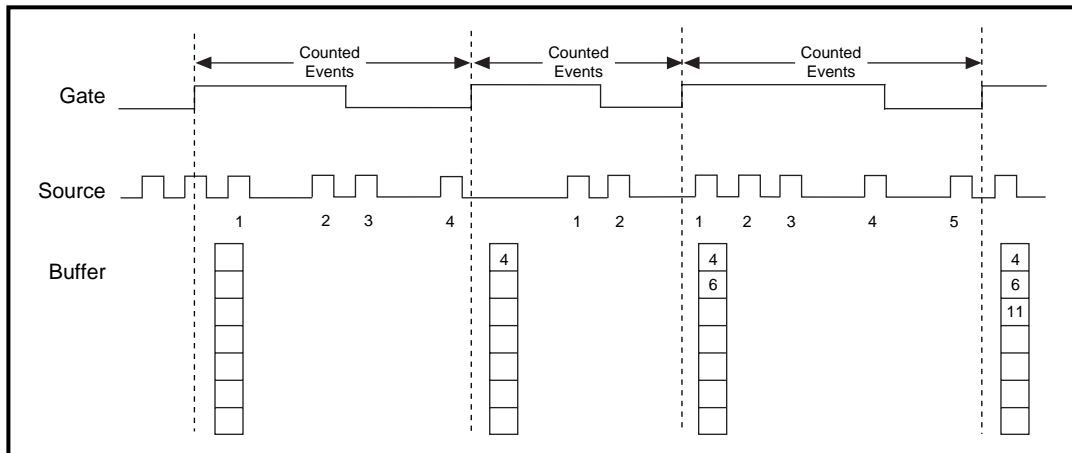 Counted
Events
Counted
Events
Counted
Events
Gate
Source
1 2 3 4 1 2 1 2 3 4 5
Buffer
4 4 4
6 6
11